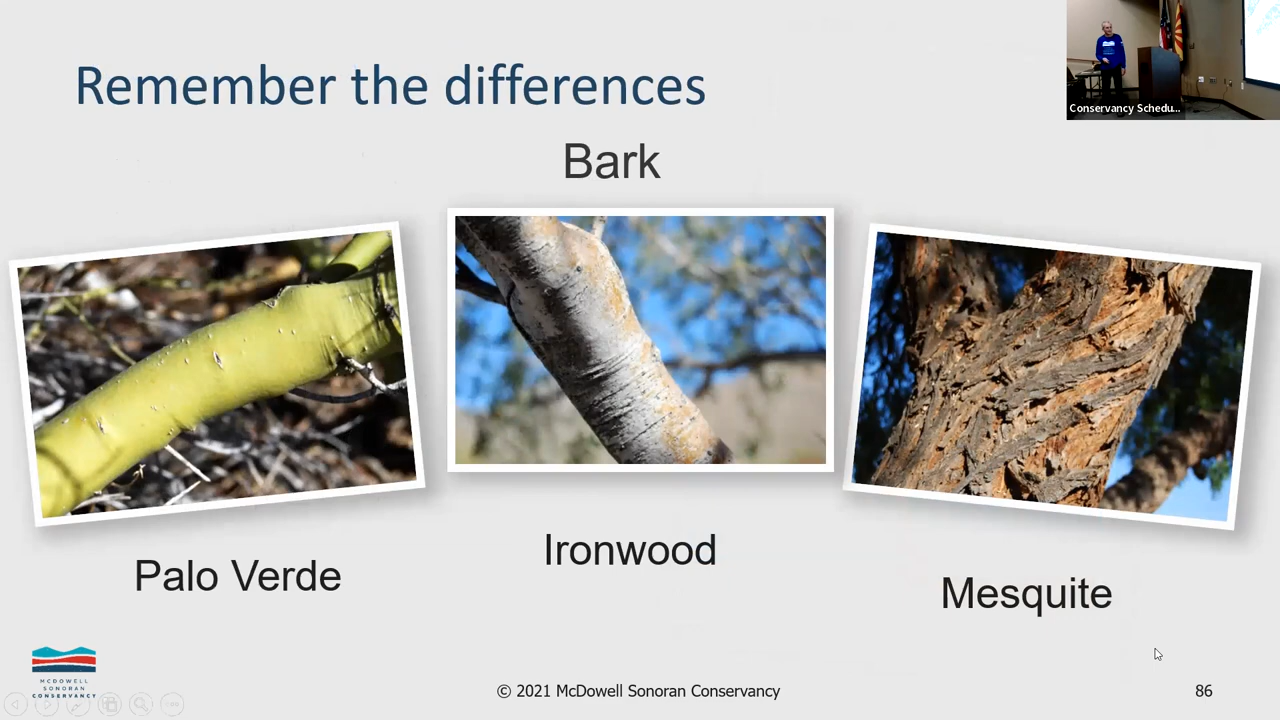 Remember the differences
Conservancy Schedu...
Bark
Palo Verde
Ironwood
Mesquite
MCDOWELL
SONORAN
CONSERVANCY
© 2021 McDowell Sonoran Conservancy
86